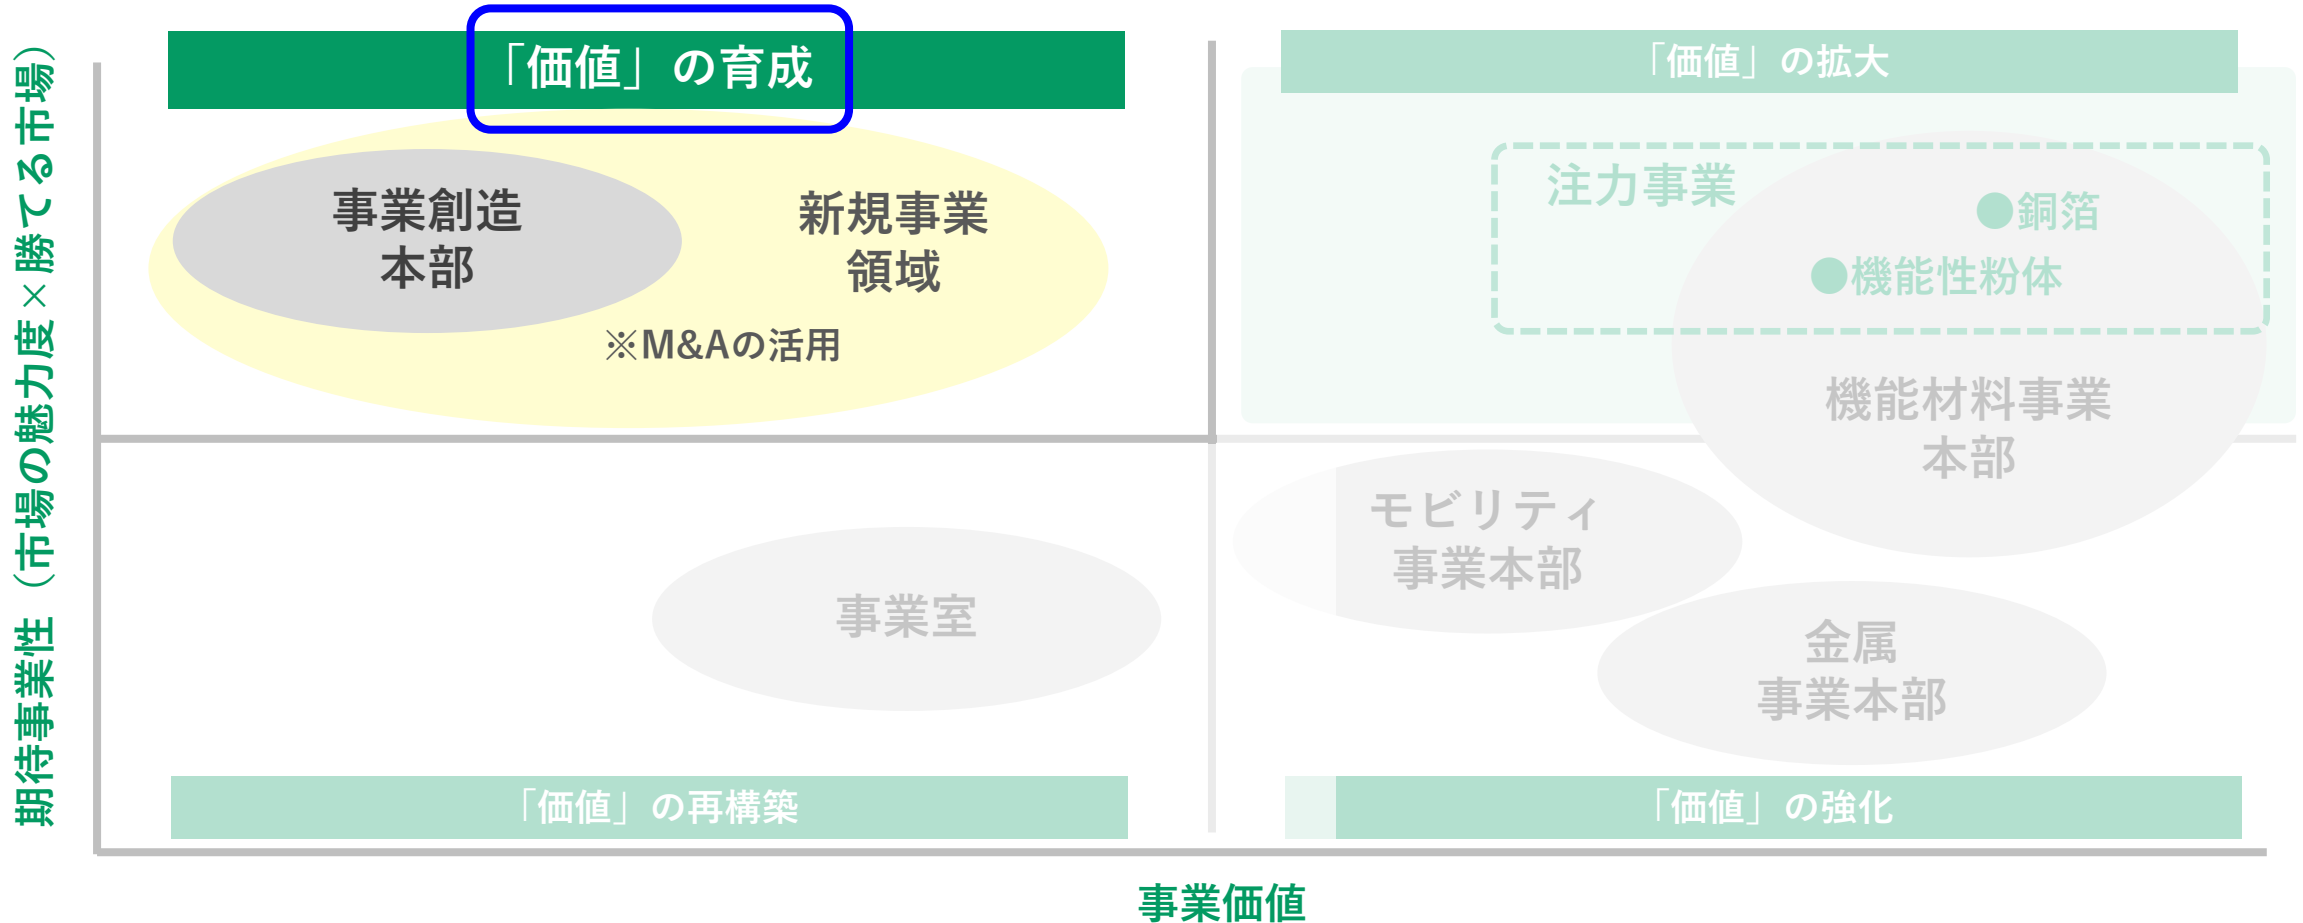 期待事業性（市場の魅力度×勝てる市場）
「価値」の育成
事業創造
本部
新規事業
領域
※M&Aの活用
「価値」の拡大
注力事業
●銅箔
●機能性粉体
機能材料事業
本部
モビリティ
事業本部
金属
事業本部
事業室
「価値」の再構築
「価値」の強化
事業価値